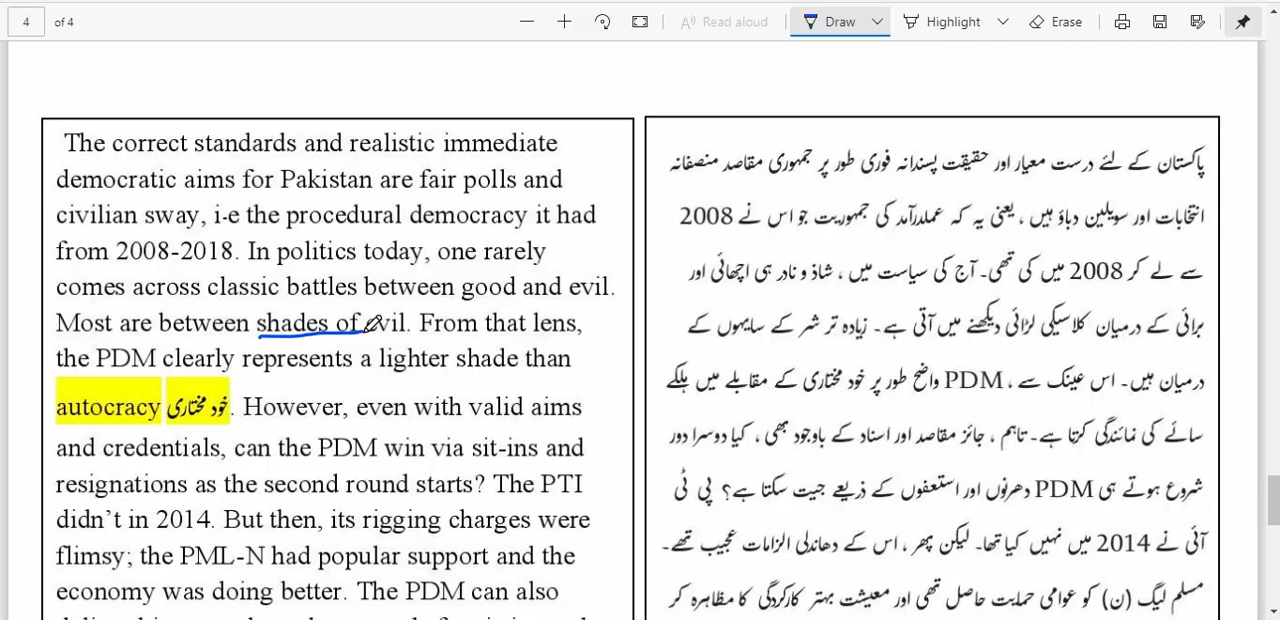 4 of 4 Read aloud Draw Highlight Erase
The correct standards and realistic immediate
democratic aims for Pakistan are fair polls and
civilian sway, i-e the procedural democracy it had
from 2008-2018. In politics today, one rarely
comes across classic battles between good and evil.
Most are between shades of evil. From that lens,
the PDM clearly represents a lighter shade than
autocracy خود مختاری. However, even with valid aims
and credentials, can the PDM win via sit-ins and
resignations as the second round starts? The PTI
didn’t in 2014. But then, its rigging charges were
flimsy; the PML-N had popular support and the
economy was doing better. The PDM can also
پاکستان کے لئے درست معیار اور حقیقت پسندانہ فوری طور پر جمہوری مقاصد منصفانہ
انتخابات اور سویلین دباؤ ہیں ، یعنی یہ کہ عملدرآمد کی جمہوریت جو اس نے 2008
سے لے کر 2008 میں کی تھی۔ آج کی سیاست میں ، شاذ و نادر ہی اچھائی اور
برائی کے درمیان کلاسیکی لڑائی دیکھنے میں آتی ہے۔ زیادہ تر شر کے سایہوں کے
درمیان ہیں۔ اس عینک سے ، PDM واضح طور پر خود مختاری کے مقابلے میں ہلکے
سائے کی نمائندگی کرتا ہے۔ تاہم ، جائز مقاصد اور اسناد کے باوجود بھی ، کیا دوسرا دور
شروع ہوتے ہی PDM دھرنوں اور استعفوں کے ذریعے جیت سکتا ہے؟ پی ٹی
آئی نے 2014 میں نہیں کیا تھا۔ لیکن پھر ، اس کے دھاندلی الزامات عجیب تھے۔
مسلم لیگ (ن) کو عوامی حمایت حاصل تھی اور معیشت بہتر کارکردگی کا مظاہرہ کر